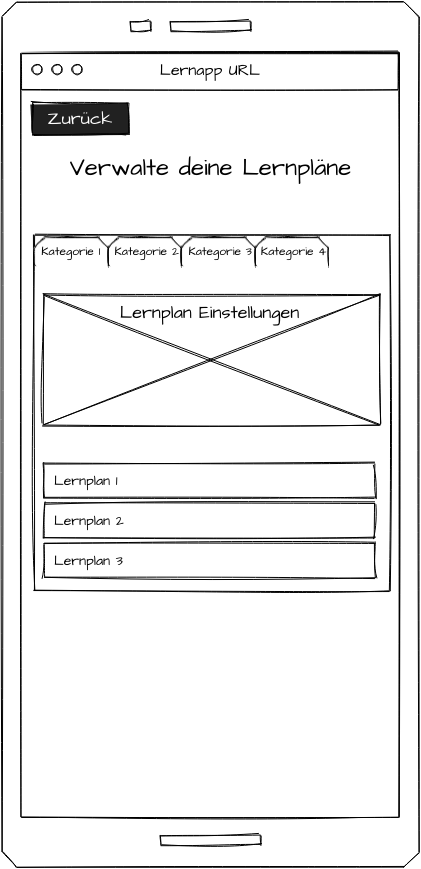 Lernapp URL
Zurück
Verwalte deine Lernpläne
Kategorie 1 Kategorie 2 Kategorie 3 Kategorie 4
Lernplan Einstellungen
Lernplan 1
Lernplan 2
Lernplan 3